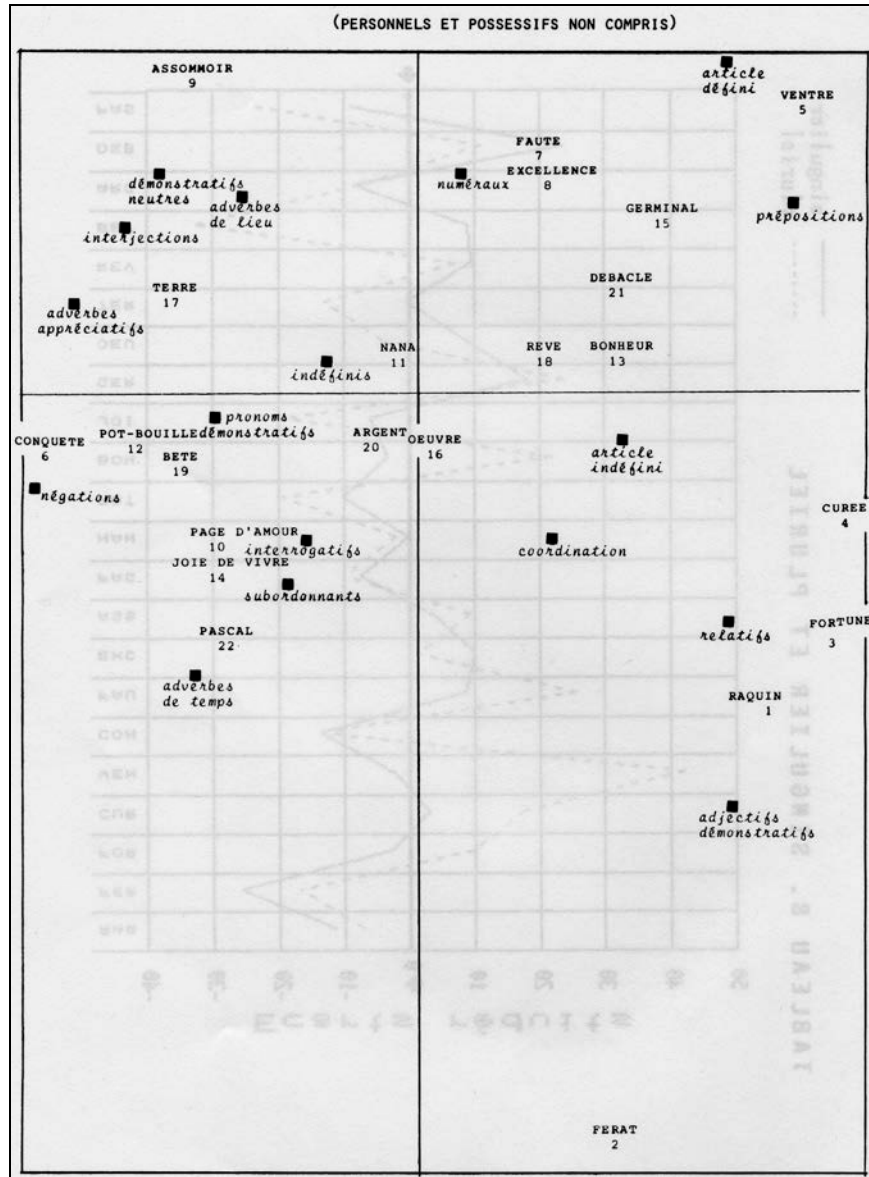 (PERSONNELS ET POSSESSIFS NON COMPRIS)
ASSOMMOIR
9
article
défini
VENTRE
5
FAUTE
7
EXCELLENCE
8
démonstratifs
neutres
adverbes
de lieu
numéraux
GERMINAL
15
prépositions
interjections
DEBACLE
21
TERRE
17
adverbes
appréciatifs
NANA
11
REVE
18
BONHEUR
13
indéfinis
pronoms
démonstratifs
CONQUETE
6
POT-BOUILLE
12
BETE
19
ARGENT
20
OEUVRE
16
article
indéfini
négations
CUREE
4
PAGE D'AMOUR
10
interrogatifs
coordination
JOIE DE VIVRE
14
subordonnants
PASCAL
22
relatifs
FORTUNE
3
adverbes
de temps
RAQUIN
1
adjectifs
démonstratifs
FERAT
2